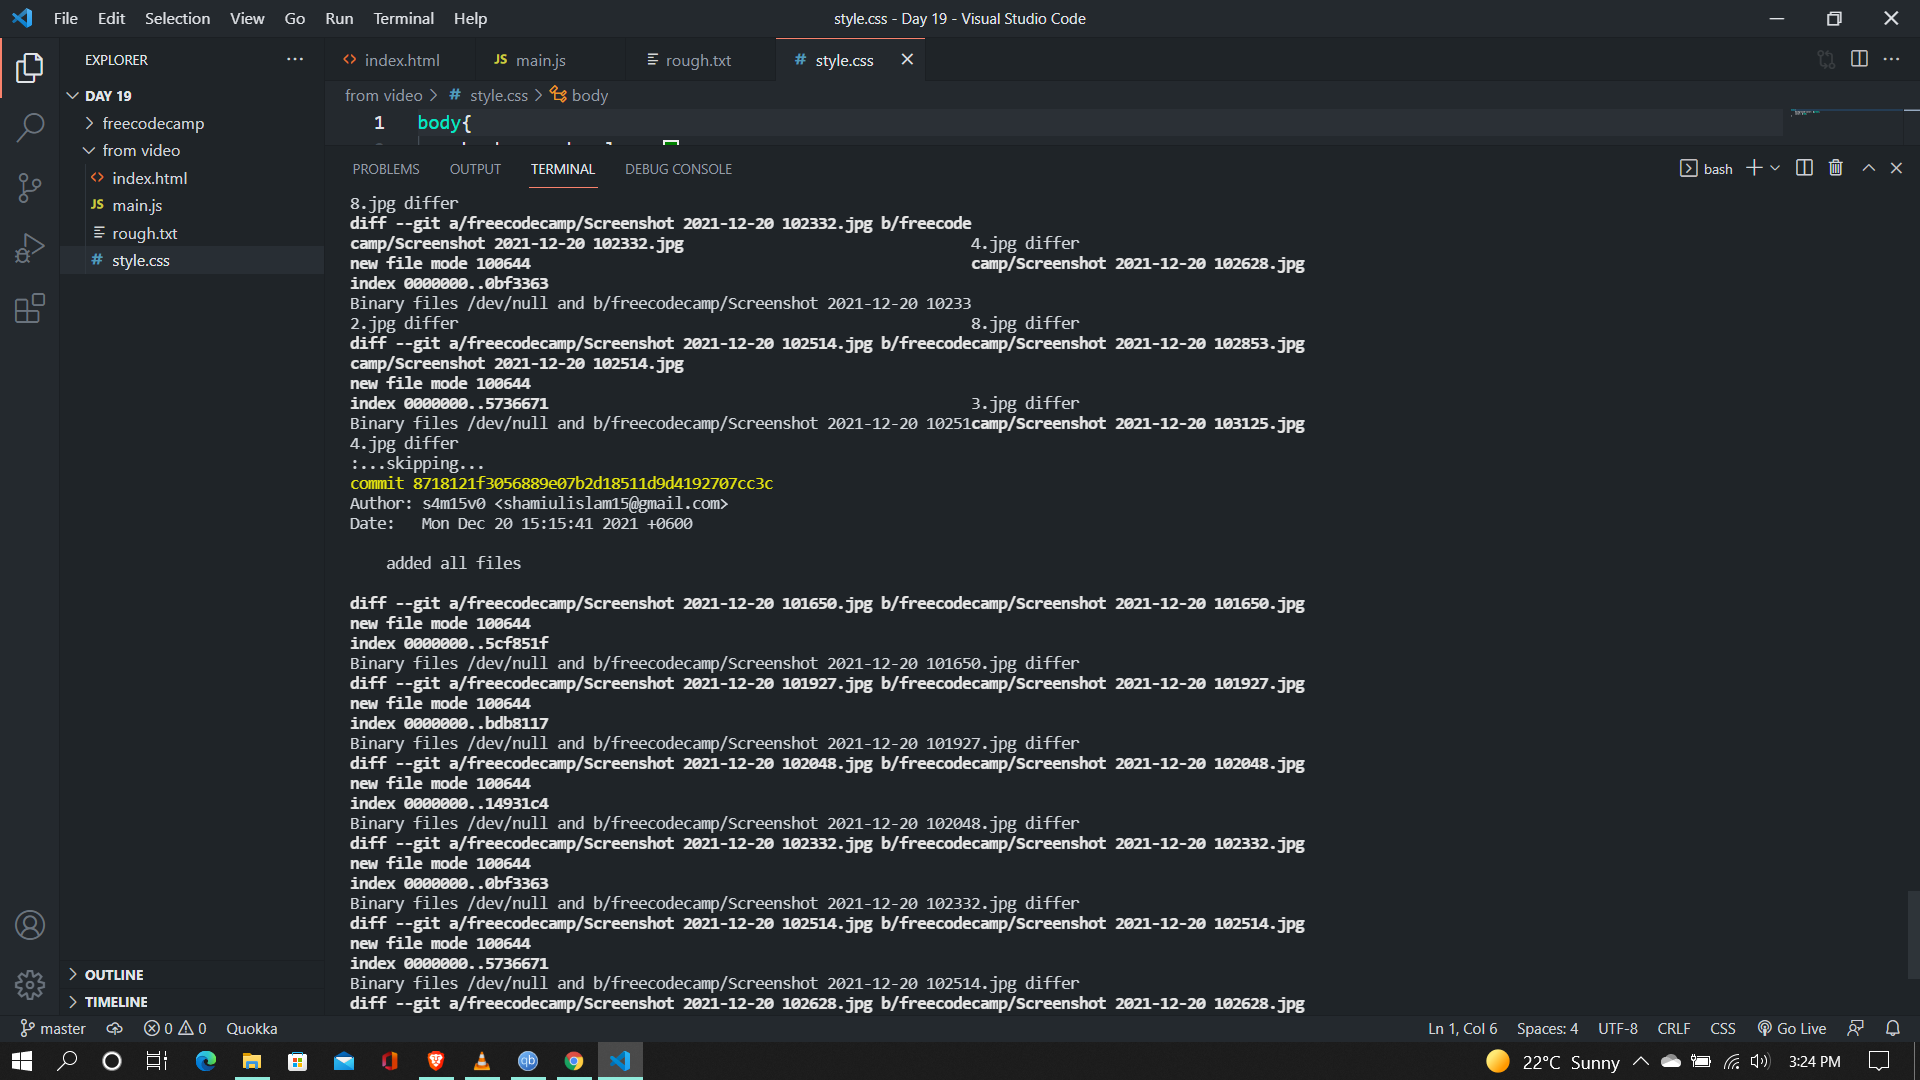 File Edit Selection View Go Run Terminal Help
style.css - Day 19 - Visual Studio Code
EXPLORER
index.html
JS main.js
rough.txt
# style.css
DAY 19
freecodecamp
from video
index.html
JS main.js
rough.txt
# style.css
from video > # style.css > body
1 body{
PROBLEMS OUTPUT TERMINAL DEBUG CONSOLE
bash
8.jpg differ
diff --git a/freecodecamp/Screenshot 2021-12-20 102332.jpg b/freecode
camp/Screenshot 2021-12-20 102332.jpg 4.jpg differ
new file mode 100644 camp/Screenshot 2021-12-20 102628.jpg
index 0000000..0bf3363
Binary files /dev/null and b/freecodecamp/Screenshot 2021-12-20 10233
2.jpg differ 8.jpg differ
diff --git a/freecodecamp/Screenshot 2021-12-20 102514.jpg b/freecodecamp/Screenshot 2021-12-20 102853.jpg
camp/Screenshot 2021-12-20 102514.jpg
new file mode 100644
index 0000000..5736671 3.jpg differ
Binary files /dev/null and b/freecodecamp/Screenshot 2021-12-20 10251camp/Screenshot 2021-12-20 103125.jpg
4.jpg differ
:...skipping...
commit 8718121f3056889e07b2d18511d9d4192707cc3c
Author: s4m15v0 <shamiulislam15@gmail.com>
Date: Mon Dec 20 15:15:41 2021 +0600
added all files
diff --git a/freecodecamp/Screenshot 2021-12-20 101650.jpg b/freecodecamp/Screenshot 2021-12-20 101650.jpg
new file mode 100644
index 0000000..5cf851f
Binary files /dev/null and b/freecodecamp/Screenshot 2021-12-20 101650.jpg differ
diff --git a/freecodecamp/Screenshot 2021-12-20 101927.jpg b/freecodecamp/Screenshot 2021-12-20 101927.jpg
new file mode 100644
index 0000000..bdb8117
Binary files /dev/null and b/freecodecamp/Screenshot 2021-12-20 101927.jpg differ
diff --git a/freecodecamp/Screenshot 2021-12-20 102048.jpg b/freecodecamp/Screenshot 2021-12-20 102048.jpg
new file mode 100644
index 0000000..14931c4
Binary files /dev/null and b/freecodecamp/Screenshot 2021-12-20 102048.jpg differ
diff --git a/freecodecamp/Screenshot 2021-12-20 102332.jpg b/freecodecamp/Screenshot 2021-12-20 102332.jpg
new file mode 100644
index 0000000..0bf3363
Binary files /dev/null and b/freecodecamp/Screenshot 2021-12-20 102332.jpg differ
diff --git a/freecodecamp/Screenshot 2021-12-20 102514.jpg b/freecodecamp/Screenshot 2021-12-20 102514.jpg
new file mode 100644
index 0000000..5736671
Binary files /dev/null and b/freecodecamp/Screenshot 2021-12-20 102514.jpg differ
diff --git a/freecodecamp/Screenshot 2021-12-20 102628.jpg b/freecodecamp/Screenshot 2021-12-20 102628.jpg
OUTLINE
TIMELINE
master 0 0 Quokka
Ln 1, Col 6 Spaces: 4 UTF-8 CRLF CSS Go Live
qb
22°C Sunny 3:24 PM